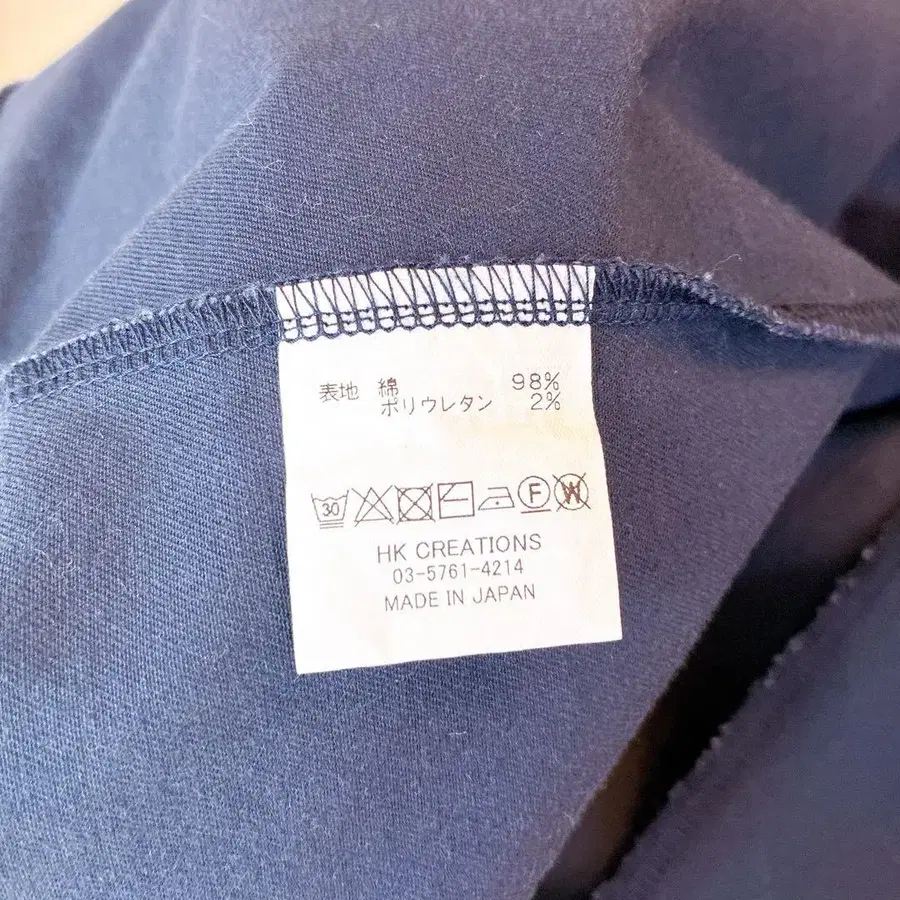 表地 綿 98%
ポリウレタン 2%
30 F W
HK CREATIONS
03-5761-4214
MADE IN JAPAN